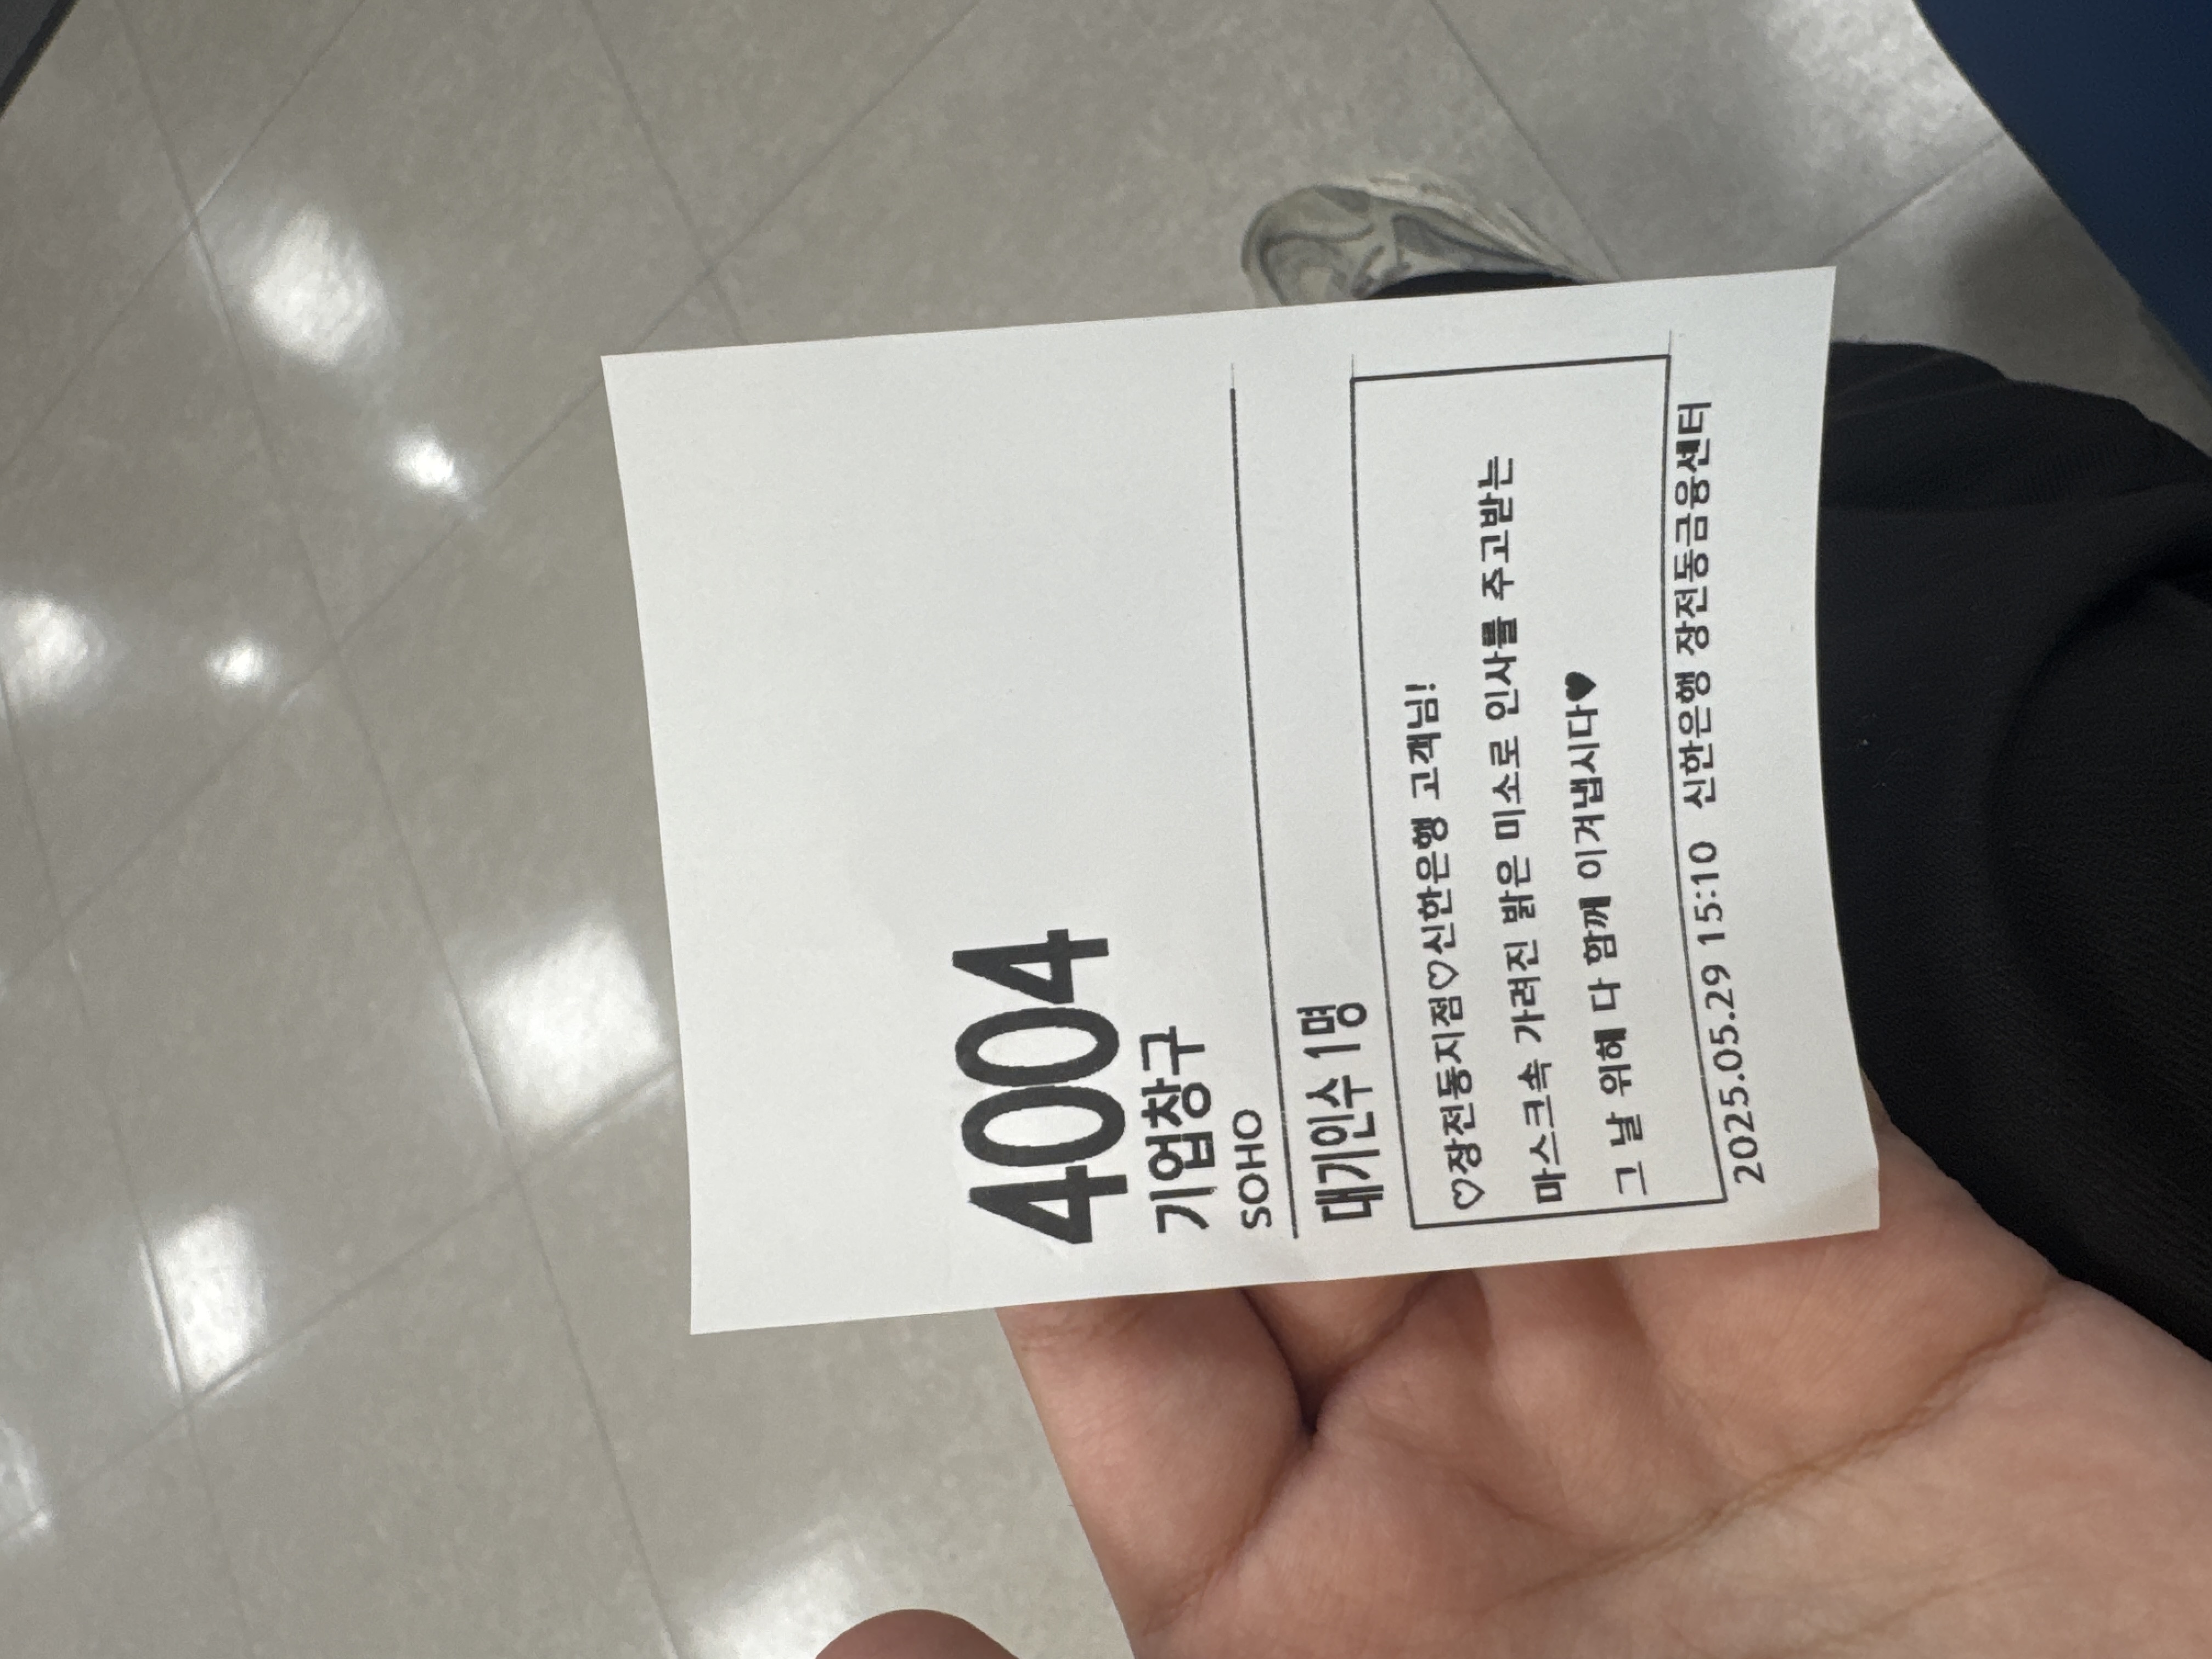 4004
기업창구
SOHO
대기인수 1명
♡장전동지점♡신한은행 고객님!
마스크속 가려진 밝은 미소로 인사를 주고받는
그 날 위해 다 함께 이겨냅시다♥
2025.05.29 15:10 신한은행 장전동금융센터